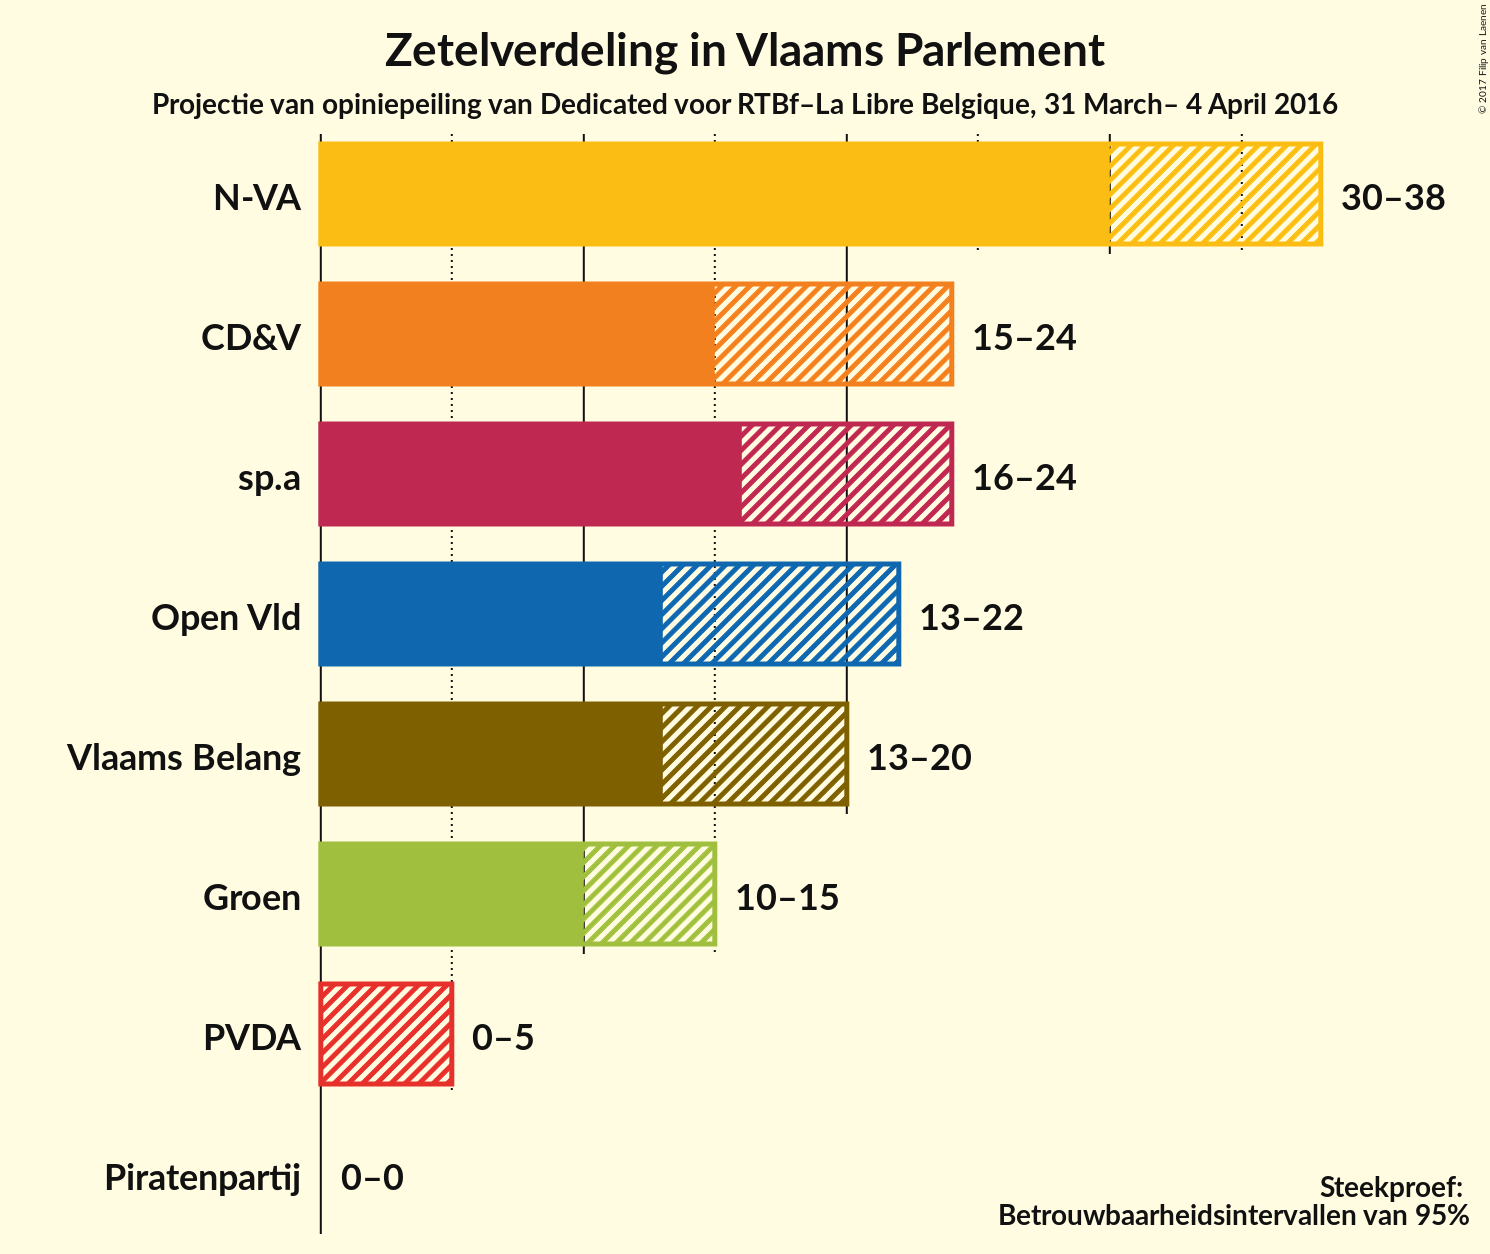 Zetelverdeling in Vlaams Parlement
Projectie van opiniepeiling van Dedicated voor RTBf–La Libre Belgique, 31 March– 4 April 2016
© 2017 Filip van Laenen
N-VA 30–38
CD&V 15–24
sp.a 16–24
Open Vld 13–22
Vlaams Belang 13–20
Groen 10–15
PVDA 0–5
Piratenpartij 0–0
Steekproef:
Betrouwbaarheidsintervallen van 95%